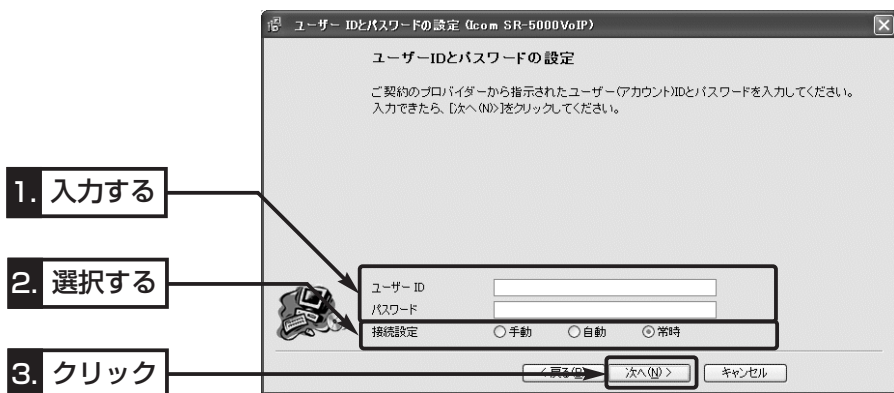 ユーザー IDとパスワードの設定 (Icom SR-5000VoIP)
ユーザーIDとパスワードの設定
ご契約のプロバイダーから指示されたユーザー(アカウント)IDとパスワードを入力してください。
入力できたら、[次へ(N)>]をクリックしてください。
1. 入力する
2. 選択する
ユーザー ID
パスワード
接続設定 手動 自動 常時
3. クリック
< 戻る(B) 次へ(N) > キャンセル